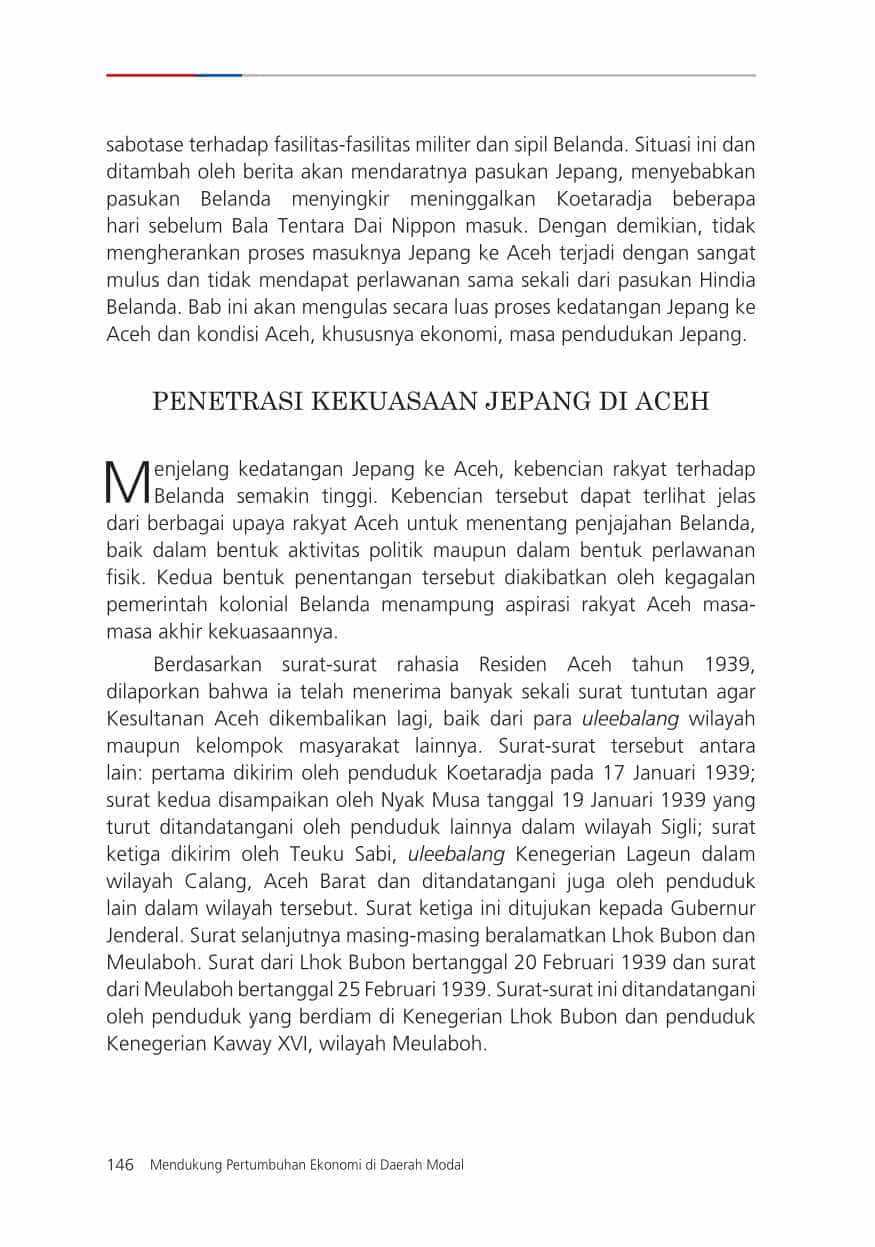 sabotase terhadap fasilitas-fasilitas militer dan sipil Belanda. Situasi ini dan
ditambah oleh berita akan mendaratnya pasukan Jepang, menyebabkan
pasukan Belanda menyingkir meninggalkan Koetaradja beberapa
hari sebelum Bala Tentara Dai Nippon masuk. Dengan demikian, tidak
mengherankan proses masuknya Jepang ke Aceh terjadi dengan sangat
mulus dan tidak mendapat perlawanan sama sekali dari pasukan Hindia
Belanda. Bab ini akan mengulas secara luas proses kedatangan Jepang ke
Aceh dan kondisi Aceh, khususnya ekonomi, masa pendudukan Jepang.
PENETRASI KEKUASAAN JEPANG DI ACEH
Menjelang kedatangan Jepang ke Aceh, kebencian rakyat terhadap
Belanda semakin tinggi. Kebencian tersebut dapat terlihat jelas
dari berbagai upaya rakyat Aceh untuk menentang penjajahan Belanda,
baik dalam bentuk aktivitas politik maupun dalam bentuk perlawanan
fisik. Kedua bentuk penentangan tersebut diakibatkan oleh kegagalan
pemerintah kolonial Belanda menampung aspirasi rakyat Aceh masa-
masa akhir kekuasaannya.
Berdasarkan surat-surat rahasia Residen Aceh tahun 1939,
dilaporkan bahwa ia telah menerima banyak sekali surat tuntutan agar
Kesultanan Aceh dikembalikan lagi, baik dari para uleebalang wilayah
maupun kelompok masyarakat lainnya. Surat-surat tersebut antara
lain: pertama dikirim oleh penduduk Koetaradja pada 17 Januari 1939;
surat kedua disampaikan oleh Nyak Musa tanggal 19 Januari 1939 yang
turut ditandatangani oleh penduduk lainnya dalam wilayah Sigli; surat
ketiga dikirim oleh Teuku Sabi, uleebalang Kenegerian Lageun dalam
wilayah Calang, Aceh Barat dan ditandatangani juga oleh penduduk
lain dalam wilayah tersebut. Surat ketiga ini ditujukan kepada Gubernur
Jenderal. Surat selanjutnya masing-masing beralamatkan Lhok Bubon dan
Meulaboh. Surat dari Lhok Bubon bertanggal 20 Februari 1939 dan surat
dari Meulaboh bertanggal 25 Februari 1939. Surat-surat ini ditandatangani
oleh penduduk yang berdiam di Kenegerian Lhok Bubon dan penduduk
Kenegerian Kaway XVI, wilayah Meulaboh.
146 Mendukung Pertumbuhan Ekonomi di Daerah Modal